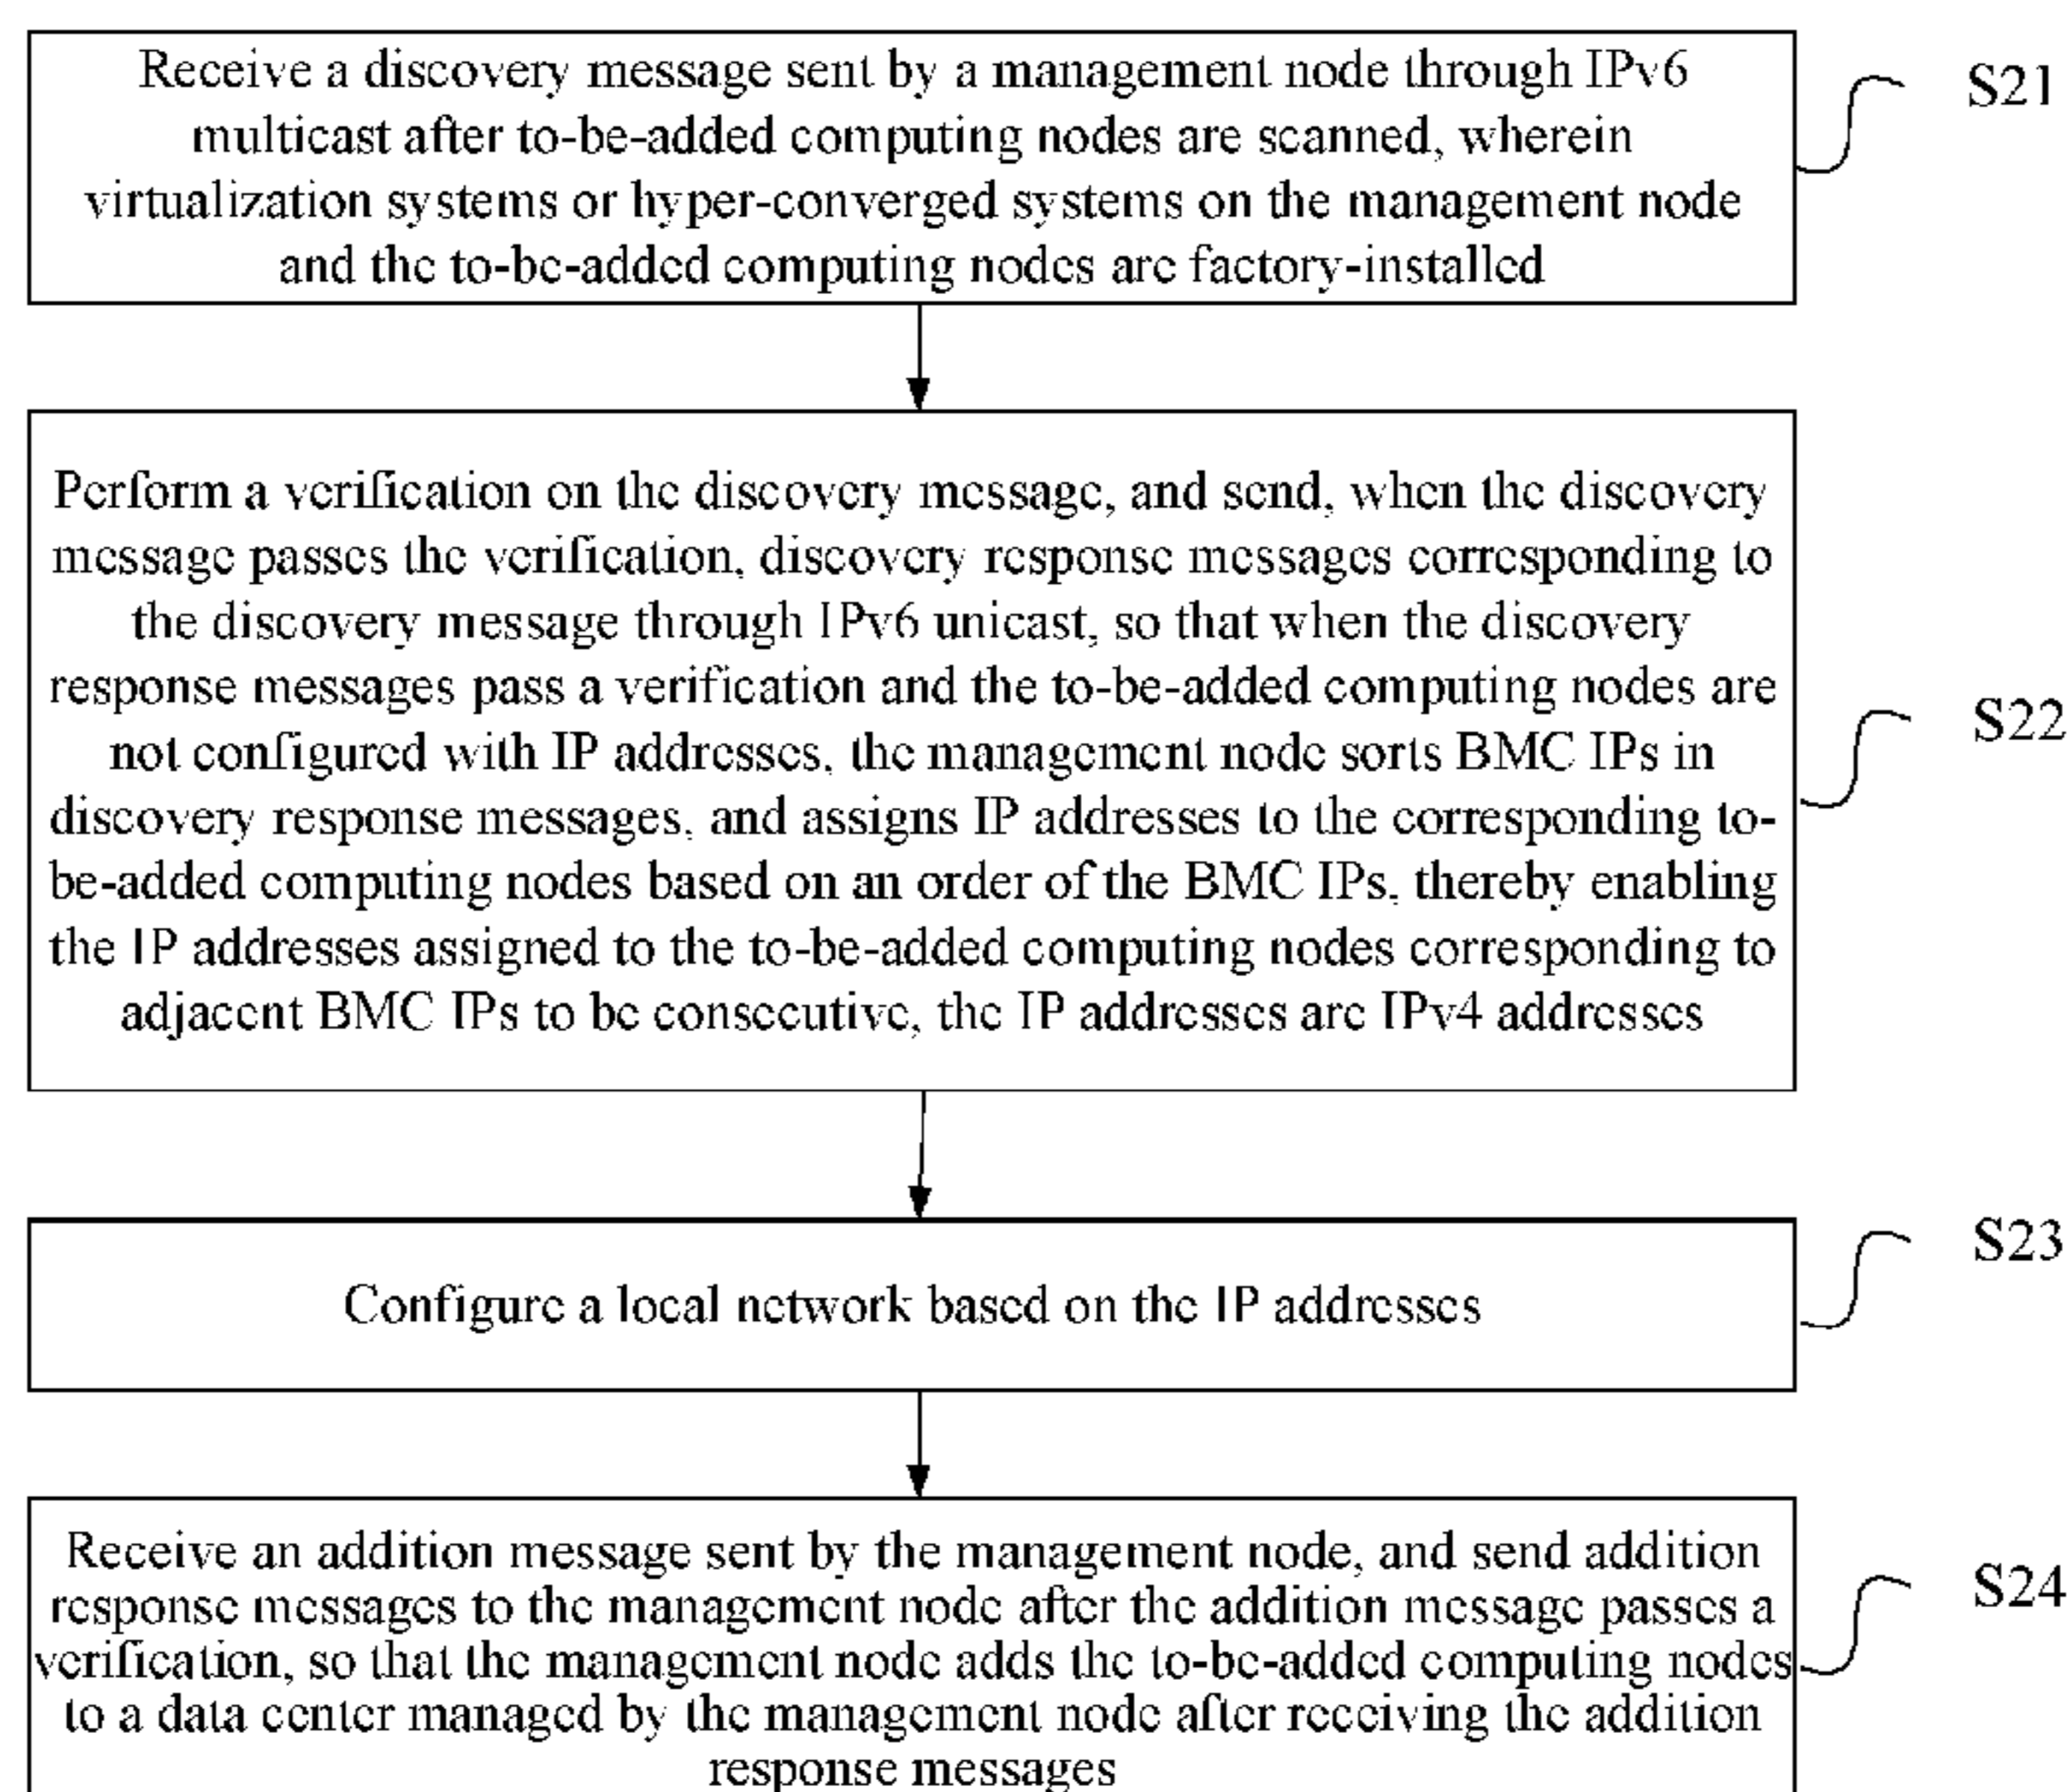 Receive a discovery message sent by a management node through IPv6
multicast after to-be-added computing nodes are scanned, wherein
virtualization systems or hyper-converged systems on the management node
and the to-be-added computing nodes are factory-installed
S21
Perform a verification on the discovery message, and send, when the discovery
message passes the verification, discovery response messages corresponding to
the discovery message through IPv6 unicast, so that when the discovery
response messages pass a verification and the to-be-added computing nodes are
not configured with IP addresses, the management node sorts BMC IPs in
discovery response messages, and assigns IP addresses to the corresponding to-
be-added computing nodes based on an order of the BMC IPs, thereby enabling
the IP addresses assigned to the to-be-added computing nodes corresponding to
adjacent BMC IPs to be consecutive, the IP addresses are IPv4 addresses
S22
Configure a local network based on the IP addresses
S23
Receive an addition message sent by the management node, and send addition
response messages to the management node after the addition message passes a
verification, so that the management node adds the to-be-added computing nodes
to a data center managed by the management node after receiving the addition
response messages
S24